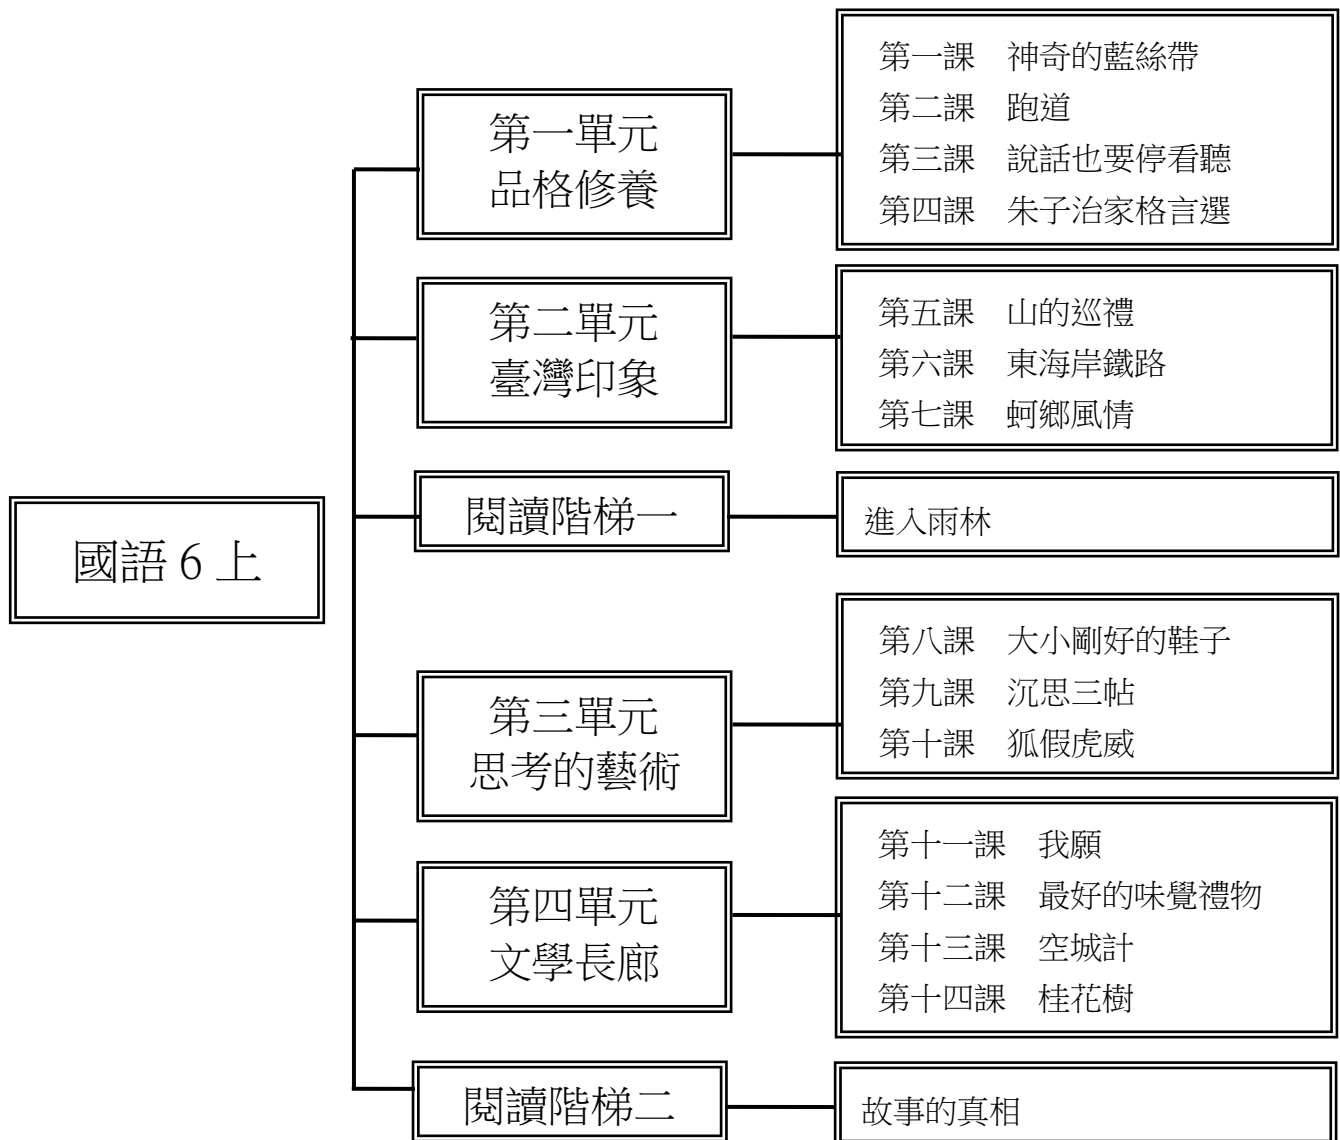 國語 6 上
第一單元
品格修養
第一課 神奇的藍絲帶
第二課 跑道
第三課 說話也要停看聽
第四課 朱子治家格言選
第二單元
臺灣印象
第五課 山的巡禮
第六課 東海岸鐵路
第七課 蚵鄉風情
閱讀階梯一
進入雨林
第三單元
思考的藝術
第八課 大小剛好的鞋子
第九課 沉思三帖
第十課 狐假虎威
第四單元
文學長廊
第十一課 我願
第十二課 最好的味覺禮物
第十三課 空城計
第十四課 桂花樹
閱讀階梯二
故事的真相